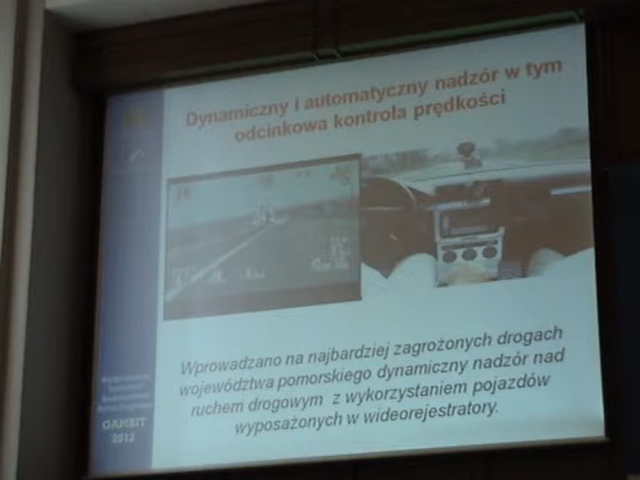 Dynamiczny i automatyczny nadzór w tym
odcinkowa kontrola prędkości
Wprowadzano na najbardziej zagrożonych drogach
województwa pomorskiego dynamiczny nadzór nad
ruchem drogowym z wykorzystaniem pojazdów
wyposażonych w wideorejestratory.
GAMBIT
2012